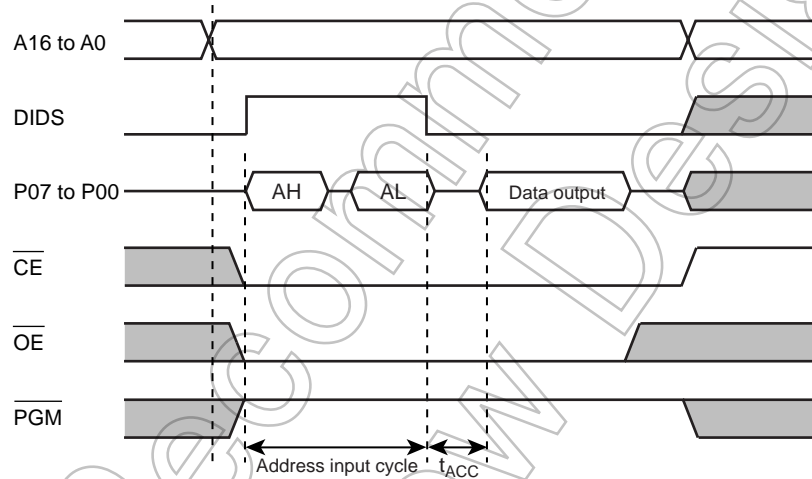 A16 to A0
DIDS
P07 to P00
AH AL Data output
CE
OE
PGM
Address input cycle tACC